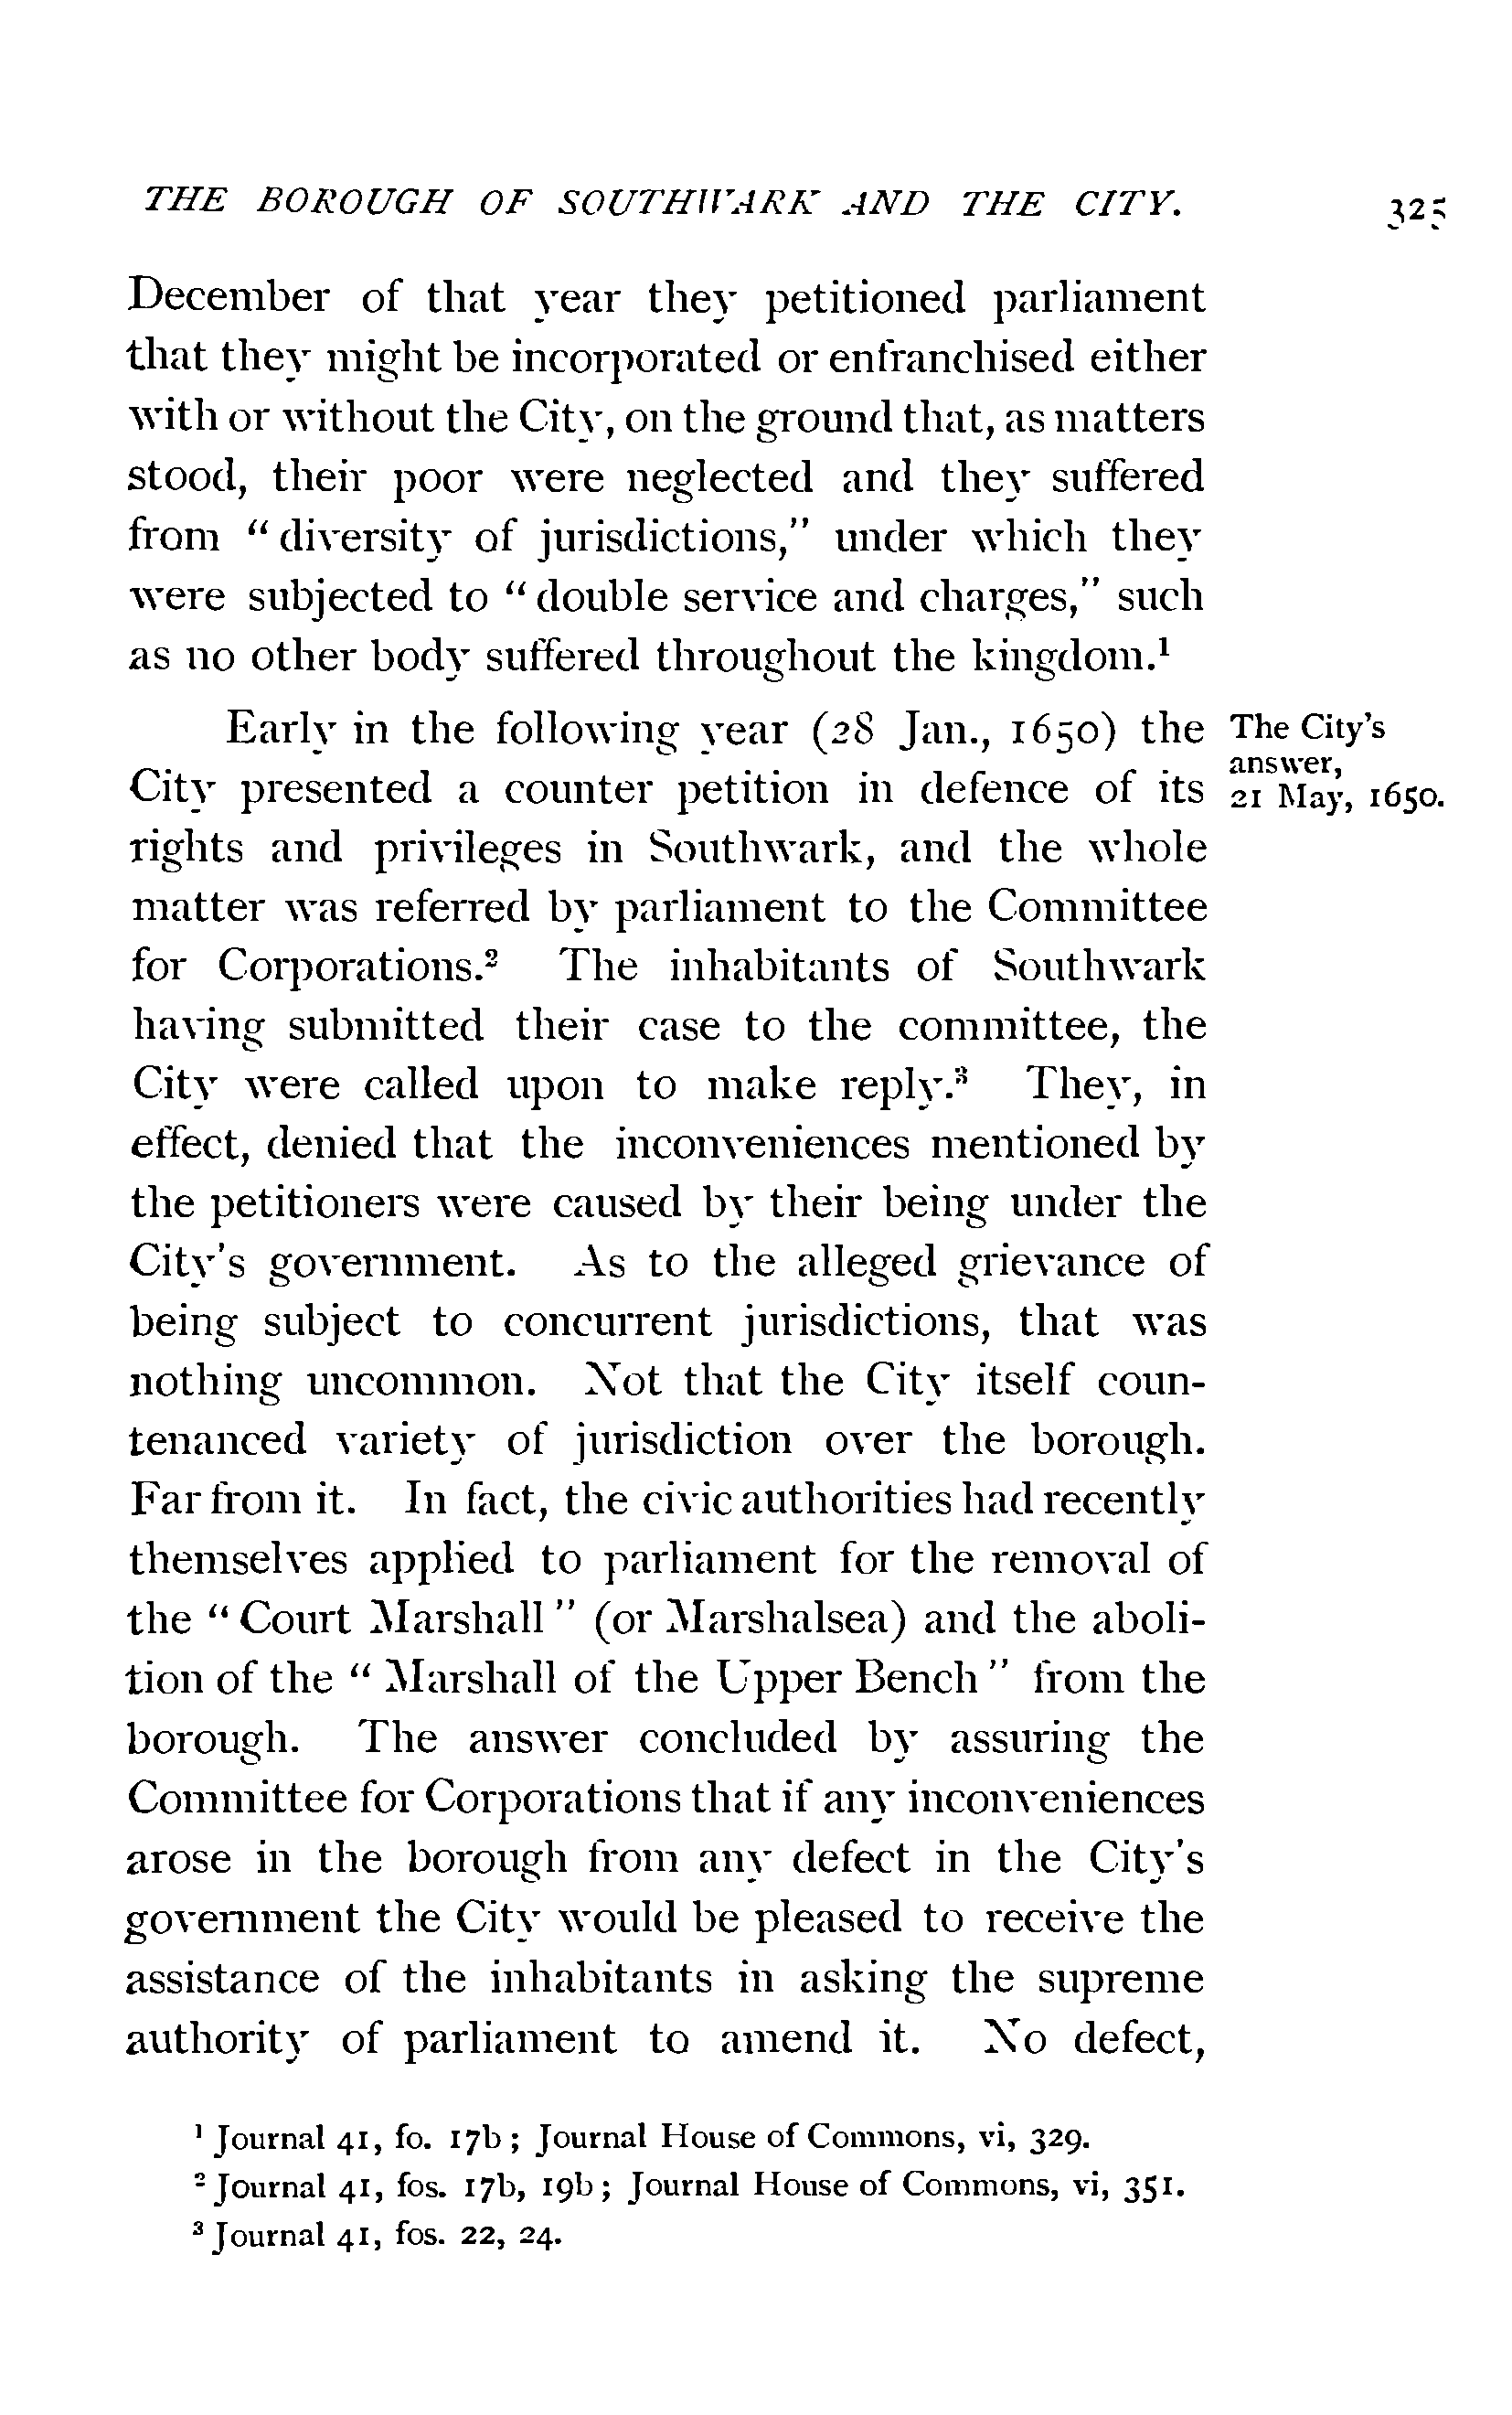 THE BOROUGH OF SOUTHWARK AND THE CITY. 325
December of that year they petitioned parliament
that they might be incorporated or enfranchised either
with or without the City, on the ground that, as matters
stood, their poor were neglected and they suffered
from “diversity of jurisdictions,” under which they
were subjected to “double service and charges,” such
as no other body suffered throughout the kingdom.¹
Early in the following year (28 Jan., 1650) the
City presented a counter petition in defence of its
rights and privileges in Southwark, and the whole
matter was referred by parliament to the Committee
for Corporations.² The inhabitants of Southwark
having submitted their case to the committee, the
City were called upon to make reply.³ They, in
effect, denied that the inconveniences mentioned by
the petitioners were caused by their being under the
City's government. As to the alleged grievance of
being subject to concurrent jurisdictions, that was
nothing uncommon. Not that the City itself coun-
tenanced variety of jurisdiction over the borough.
Far from it. In fact, the civic authorities had recently
themselves applied to parliament for the removal of
the “Court Marshall” (or Marshalsea) and the aboli-
tion of the “Marshall of the Upper Bench” from the
borough. The answer concluded by assuring the
Committee for Corporations that if any inconveniences
arose in the borough from any defect in the City's
government the City would be pleased to receive the
assistance of the inhabitants in asking the supreme
authority of parliament to amend it. No defect,
The City's
answer,
21 May, 1650.
¹ Journal 41, fo. 17b; Journal House of Commons, vi, 329.
² Journal 41, fos. 17b, 19b; Journal House of Commons, vi, 351.
³ Journal 41, fos. 22, 24.